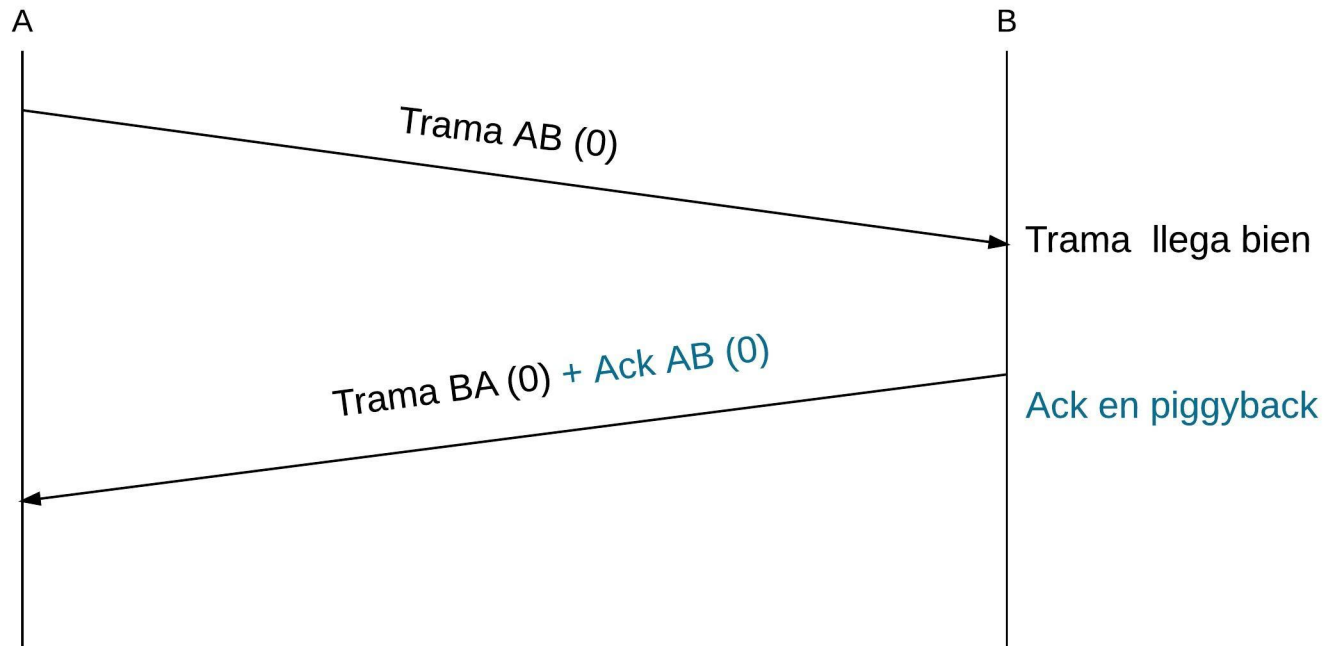 A
B
Trama AB (0)
Trama llega bien
Trama BA (0) + Ack AB (0)
Ack en piggyback